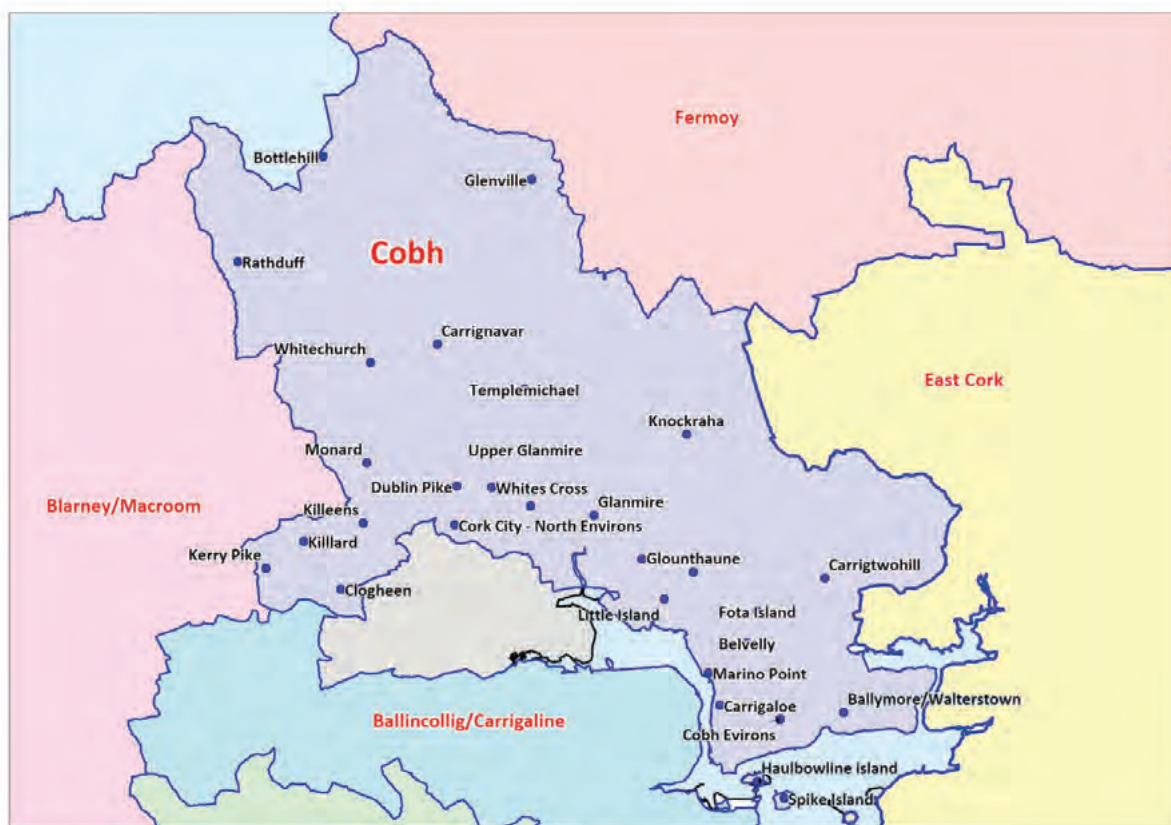 Fermoy
Bottlehill
Glenville
Cobh
Rathduff
Carrignavar
Whitechurch
East Cork
Templemichael
Knockraha
Upper Glanmire
Monard
Dublin Pike
Whites Cross
Blarney/Macroom
Glanmire
Killeens
Cork City - North Environs
Killlard
Kerry Pike
Glounthaune
Carrigtwohill
Clogheen
Little Island
Fota Island
Belvelly
Marino Point
Ballymore/Walterstown
Carrigaloe
Ballincollig/Carrigaline
Cobh Evirons
Haulbowline island
Spike Island